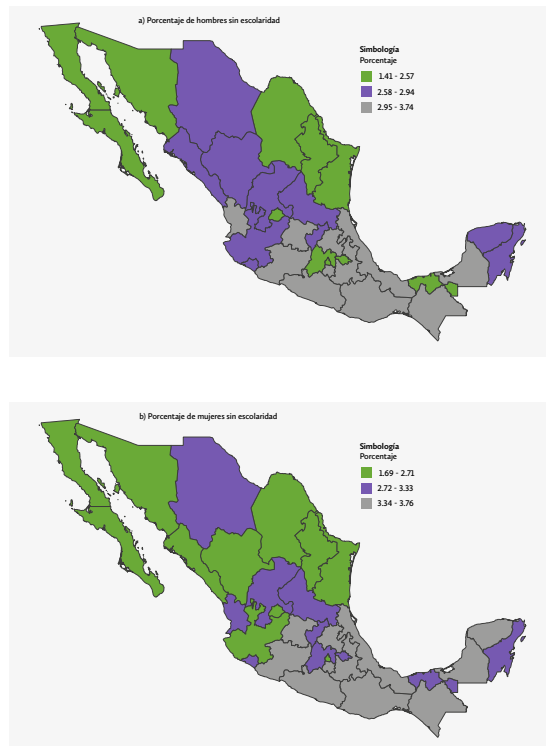 a) Porcentaje de hombres sin escolaridad
Simbología
Porcentaje
1.41 - 2.57
2.58 - 2.94
2.95 - 3.74
b) Porcentaje de mujeres sin escolaridad
Simbología
Porcentaje
1.69 - 2.71
2.72 - 3.33
3.34 - 3.76